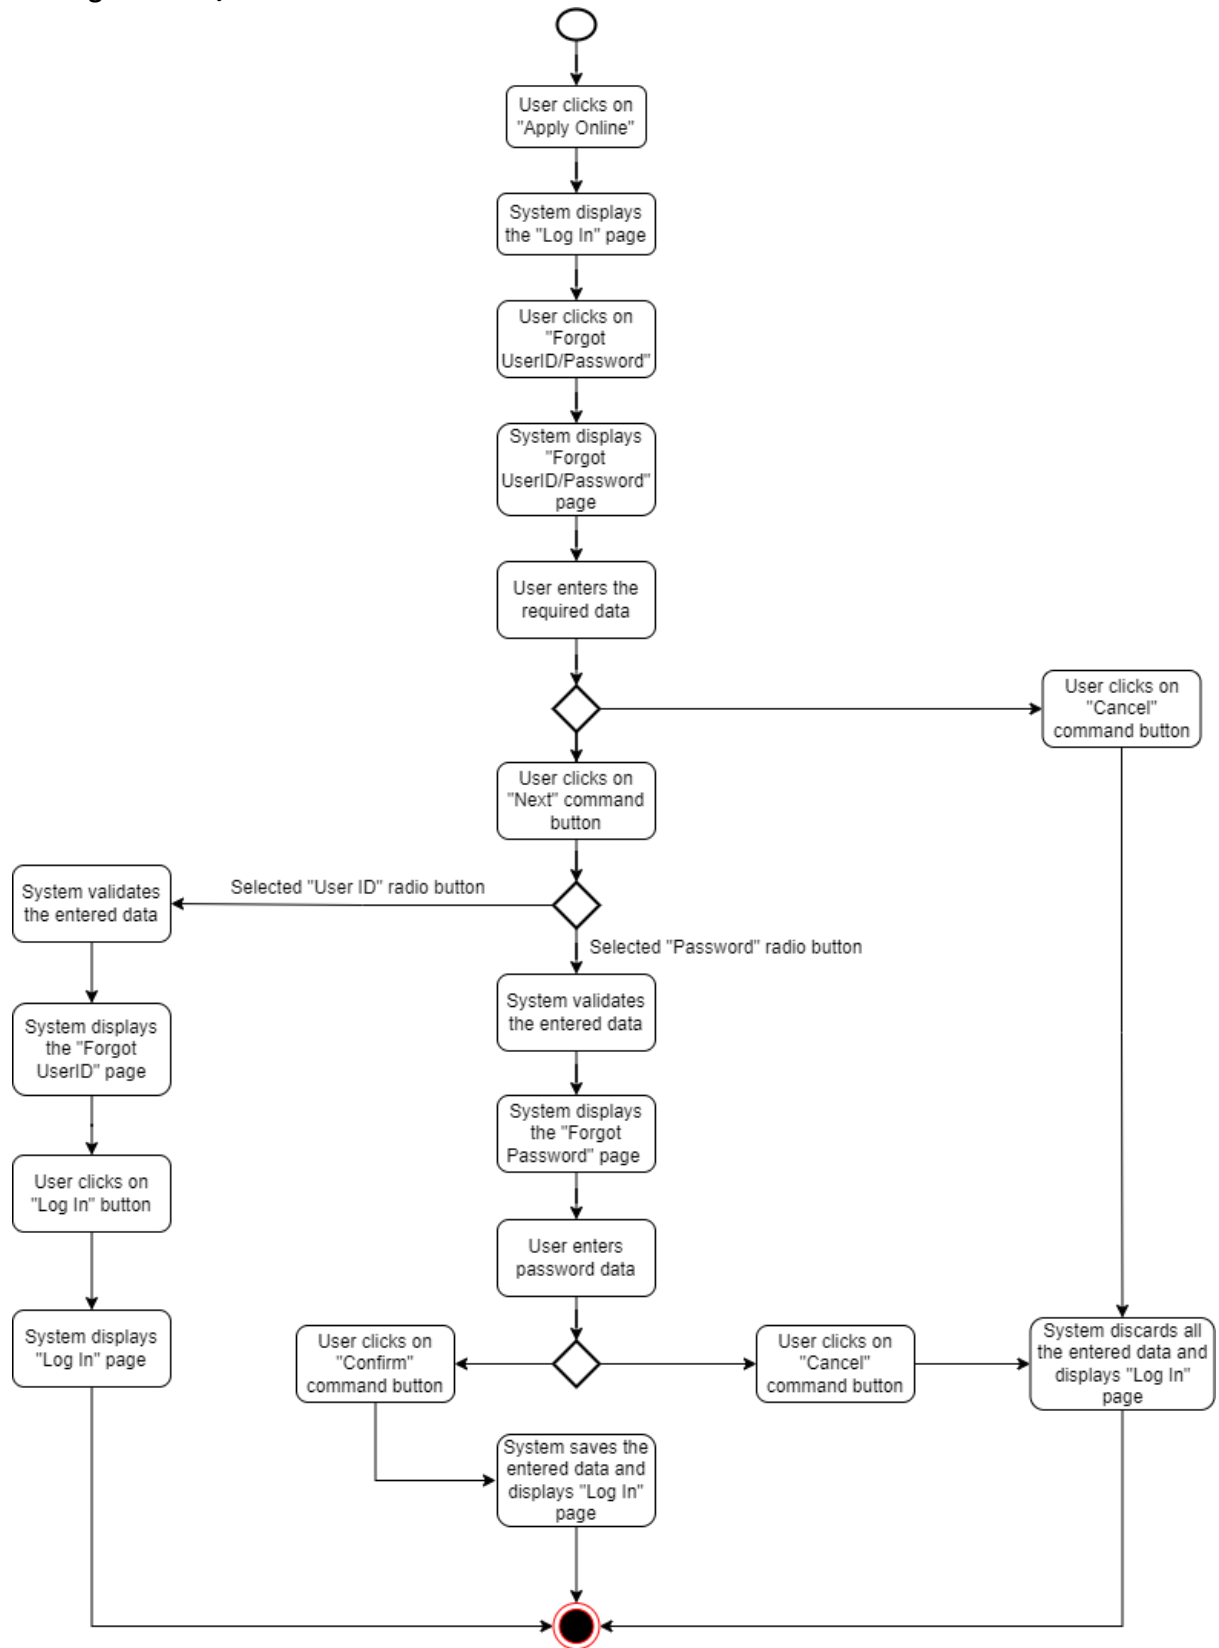 User clicks on
"Apply Online"
System displays
the "Log In" page
User clicks on
"Forgot
UserID/Password"
System displays
"Forgot
UserID/Password"
page
User enters the
required data
User clicks on
"Cancel"
command button
User clicks on
"Next" command
button
Selected "User ID" radio button
System validates
the entered data
Selected "Password" radio button
System validates
the entered data
System displays
the "Forgot
UserID" page
System displays
the "Forgot
Password" page
User clicks on
"Log In" button
User enters
password data
System displays
"Log In" page
User clicks on
"Confirm"
command button
User clicks on
"Cancel"
command button
System discards all
the entered data and
displays "Log In"
page
System saves the
entered data and
displays "Log In"
page